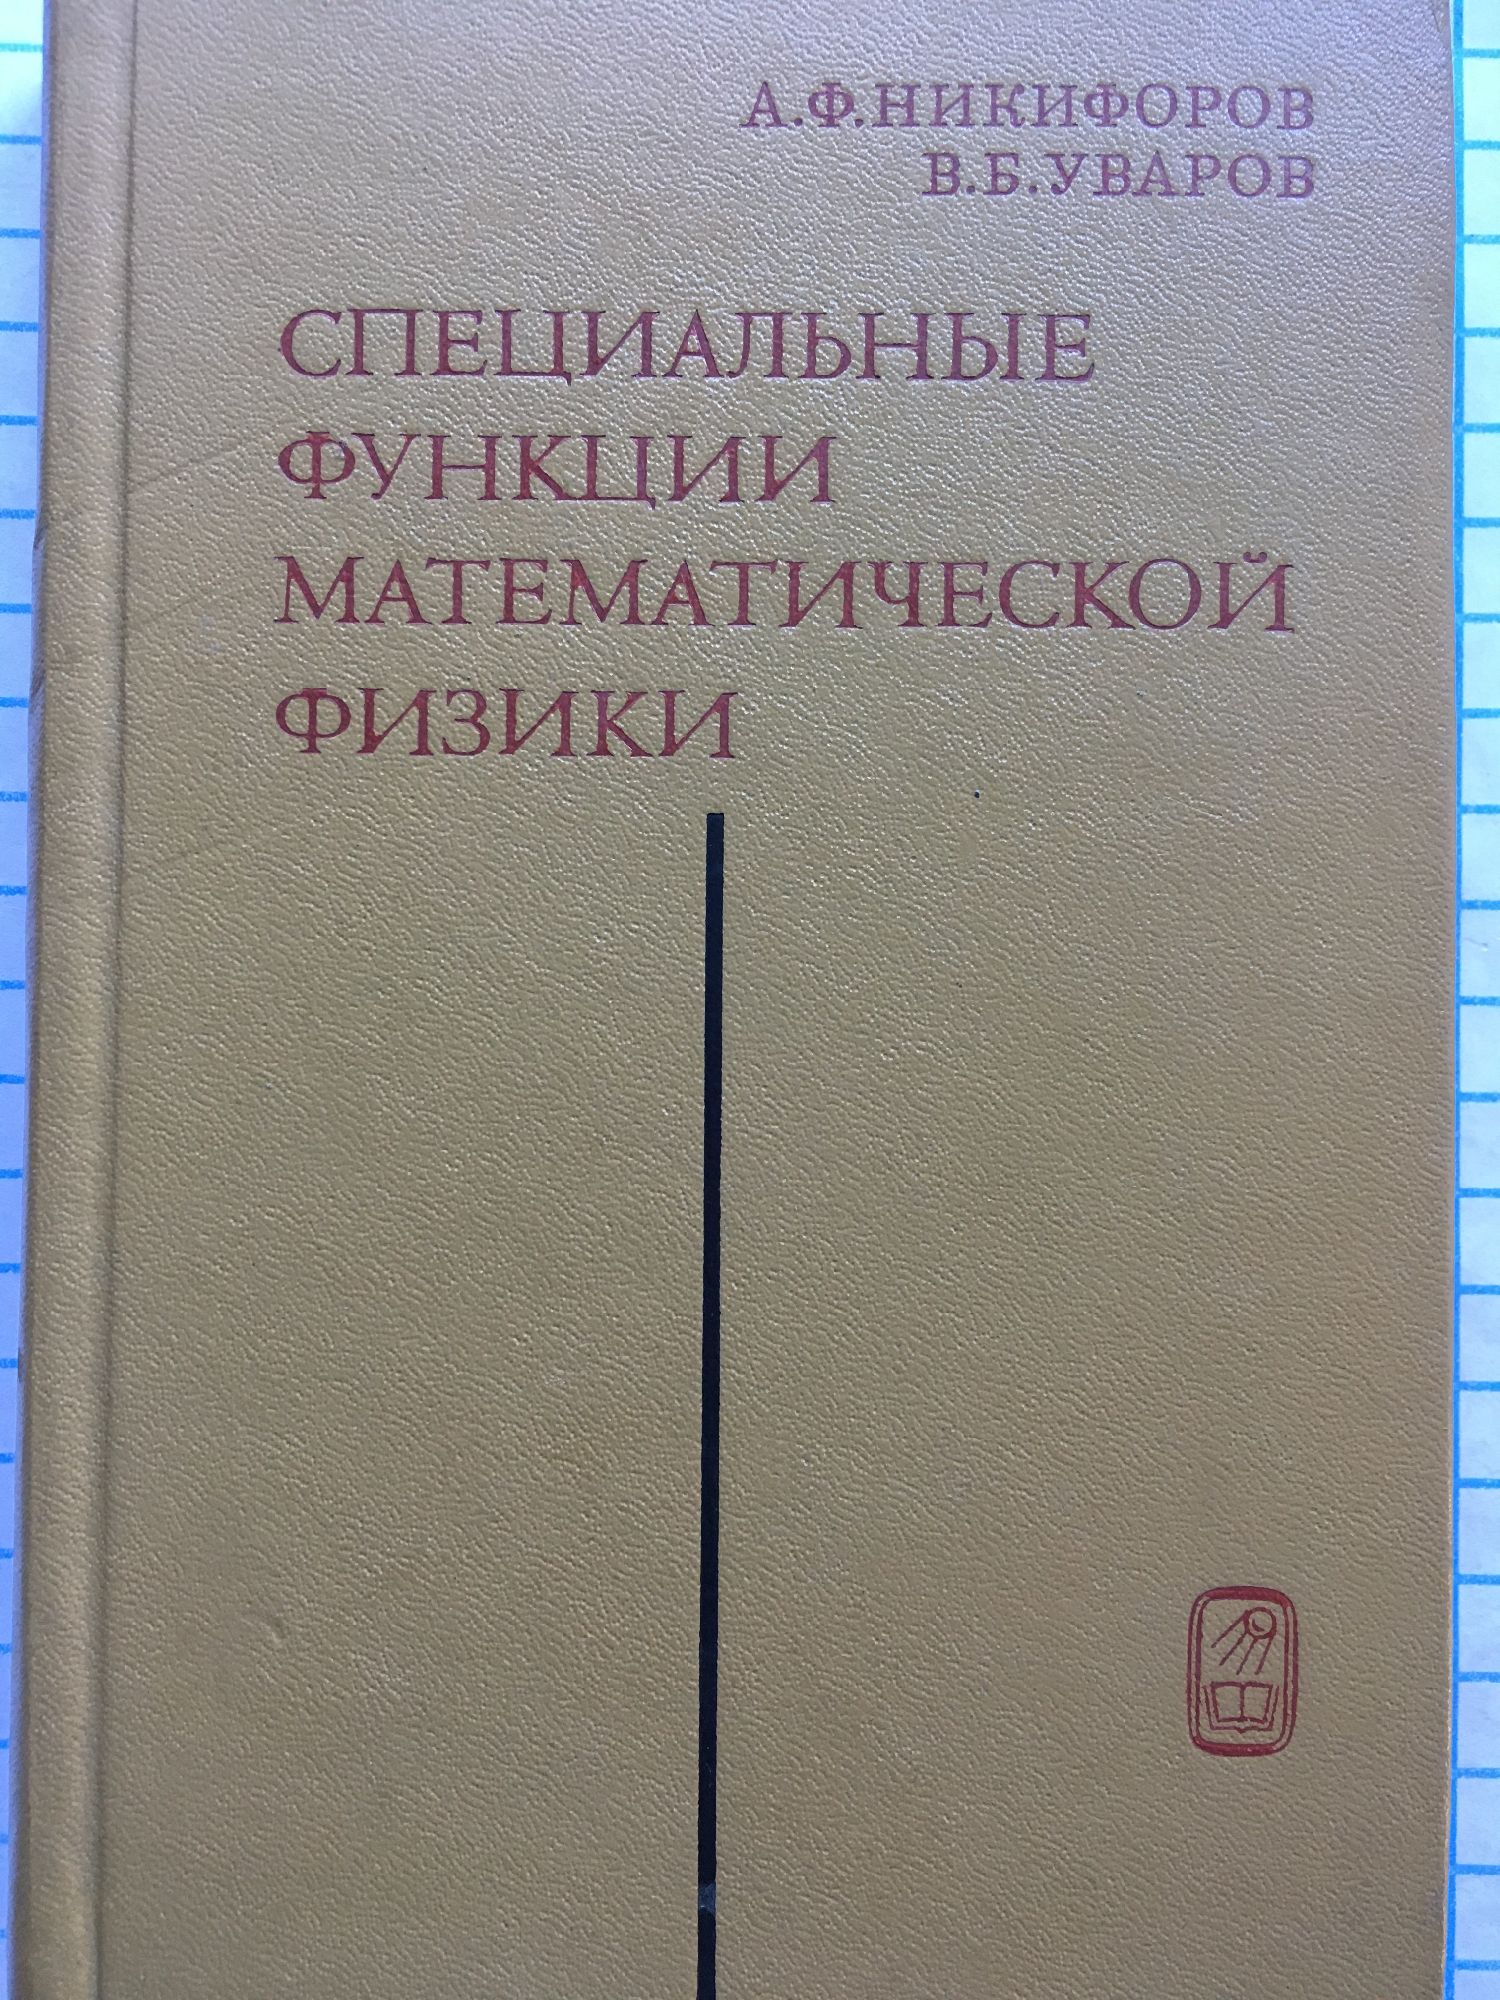 А.Ф.НИКИФОРОВ
В.Б.УВАРОВ
СПЕЦИАЛЬНЫЕ
ФУНКЦИИ
МАТЕМАТИЧЕСКОЙ
ФИЗИКИ